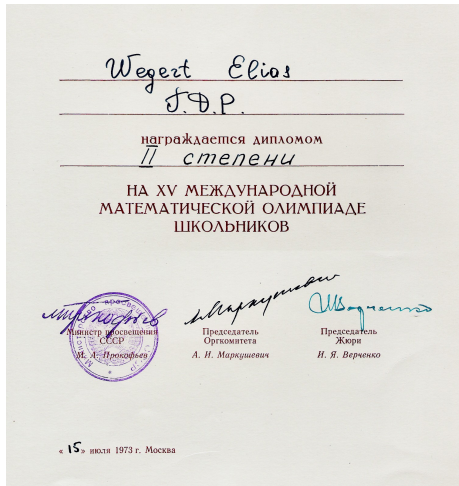 Wegert Elias
Г.Д.Р.
награждается дипломом
II степени
НА XV МЕЖДУНАРОДНОЙ
МАТЕМАТИЧЕСКОЙ ОЛИМПИАДЕ
ШКОЛЬНИКОВ
Министр просвещения
СССР
М. А. Прокофьев
Председатель
Оргкомитета
А. И. Маркушевич
Председатель
Жюри
И. Я. Верченко
« 15 » июля 1973 г. Москва